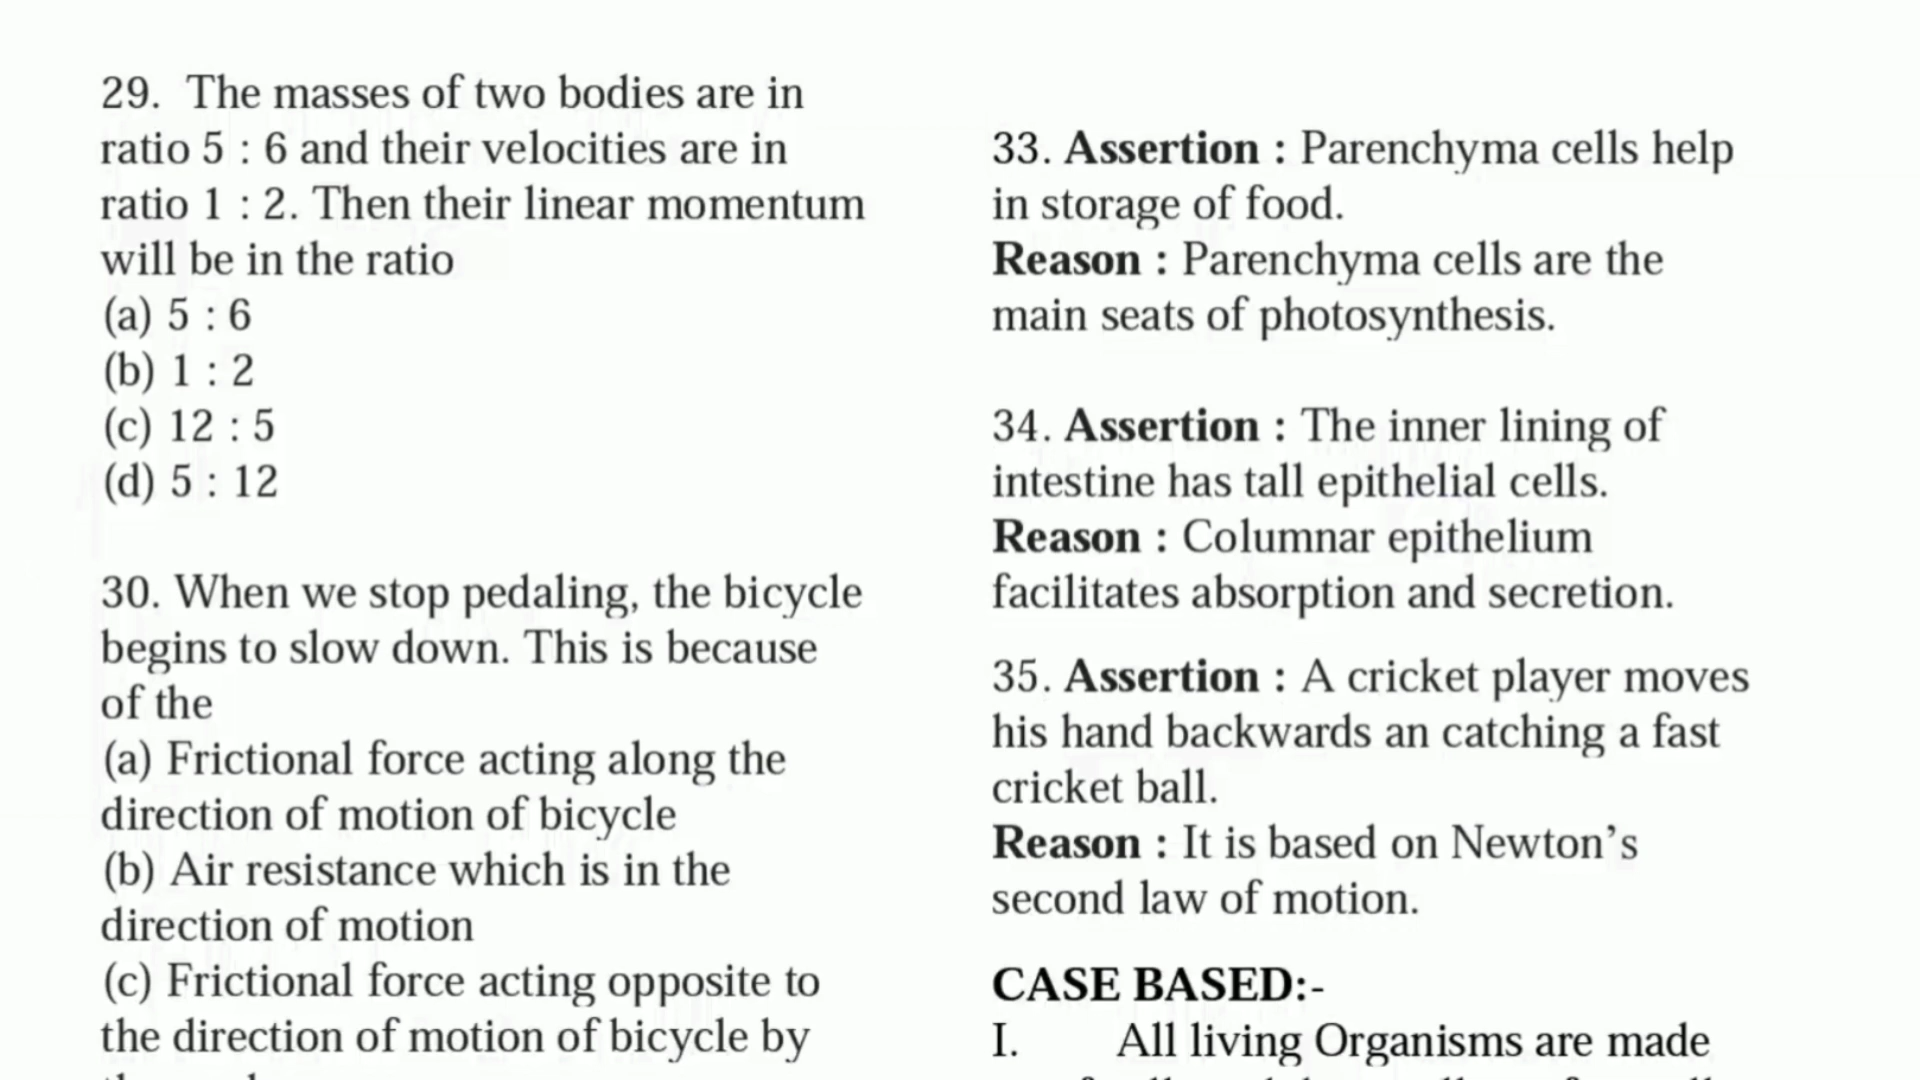 29. The masses of two bodies are in
ratio 5 : 6 and their velocities are in
ratio 1 : 2. Then their linear momentum
will be in the ratio
(a) 5 : 6
(b) 1 : 2
(c) 12 : 5
(d) 5 : 12
30. When we stop pedaling, the bicycle
begins to slow down. This is because
of the
(a) Frictional force acting along the
direction of motion of bicycle
(b) Air resistance which is in the
direction of motion
(c) Frictional force acting opposite to
the direction of motion of bicycle by
33. Assertion : Parenchyma cells help
in storage of food.
Reason : Parenchyma cells are the
main seats of photosynthesis.
34. Assertion : The inner lining of
intestine has tall epithelial cells.
Reason : Columnar epithelium
facilitates absorption and secretion.
35. Assertion : A cricket player moves
his hand backwards an catching a fast
cricket ball.
Reason : It is based on Newton’s
second law of motion.
CASE BASED:-
I. All living Organisms are made